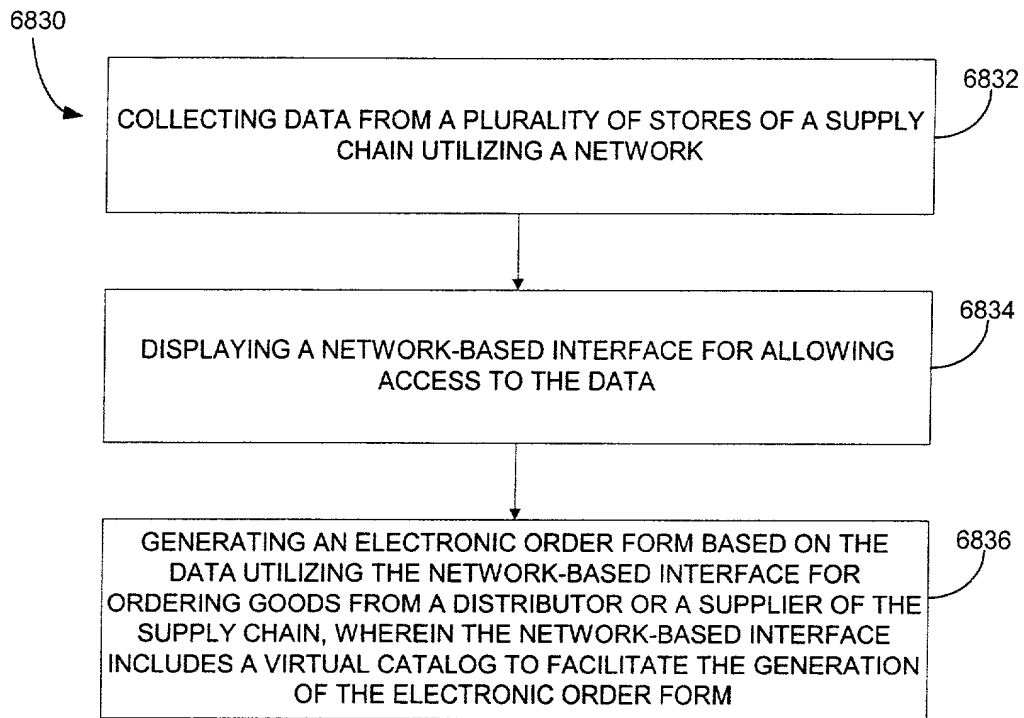 6830
6832
COLLECTING DATA FROM A PLURALITY OF STORES OF A SUPPLY
CHAIN UTILIZING A NETWORK
6834
DISPLAYING A NETWORK-BASED INTERFACE FOR ALLOWING
ACCESS TO THE DATA
6836
GENERATING AN ELECTRONIC ORDER FORM BASED ON THE
DATA UTILIZING THE NETWORK-BASED INTERFACE FOR
ORDERING GOODS FROM A DISTRIBUTOR OR A SUPPLIER OF THE
SUPPLY CHAIN, WHEREIN THE NETWORK-BASED INTERFACE
INCLUDES A VIRTUAL CATALOG TO FACILITATE THE GENERATION
OF THE ELECTRONIC ORDER FORM